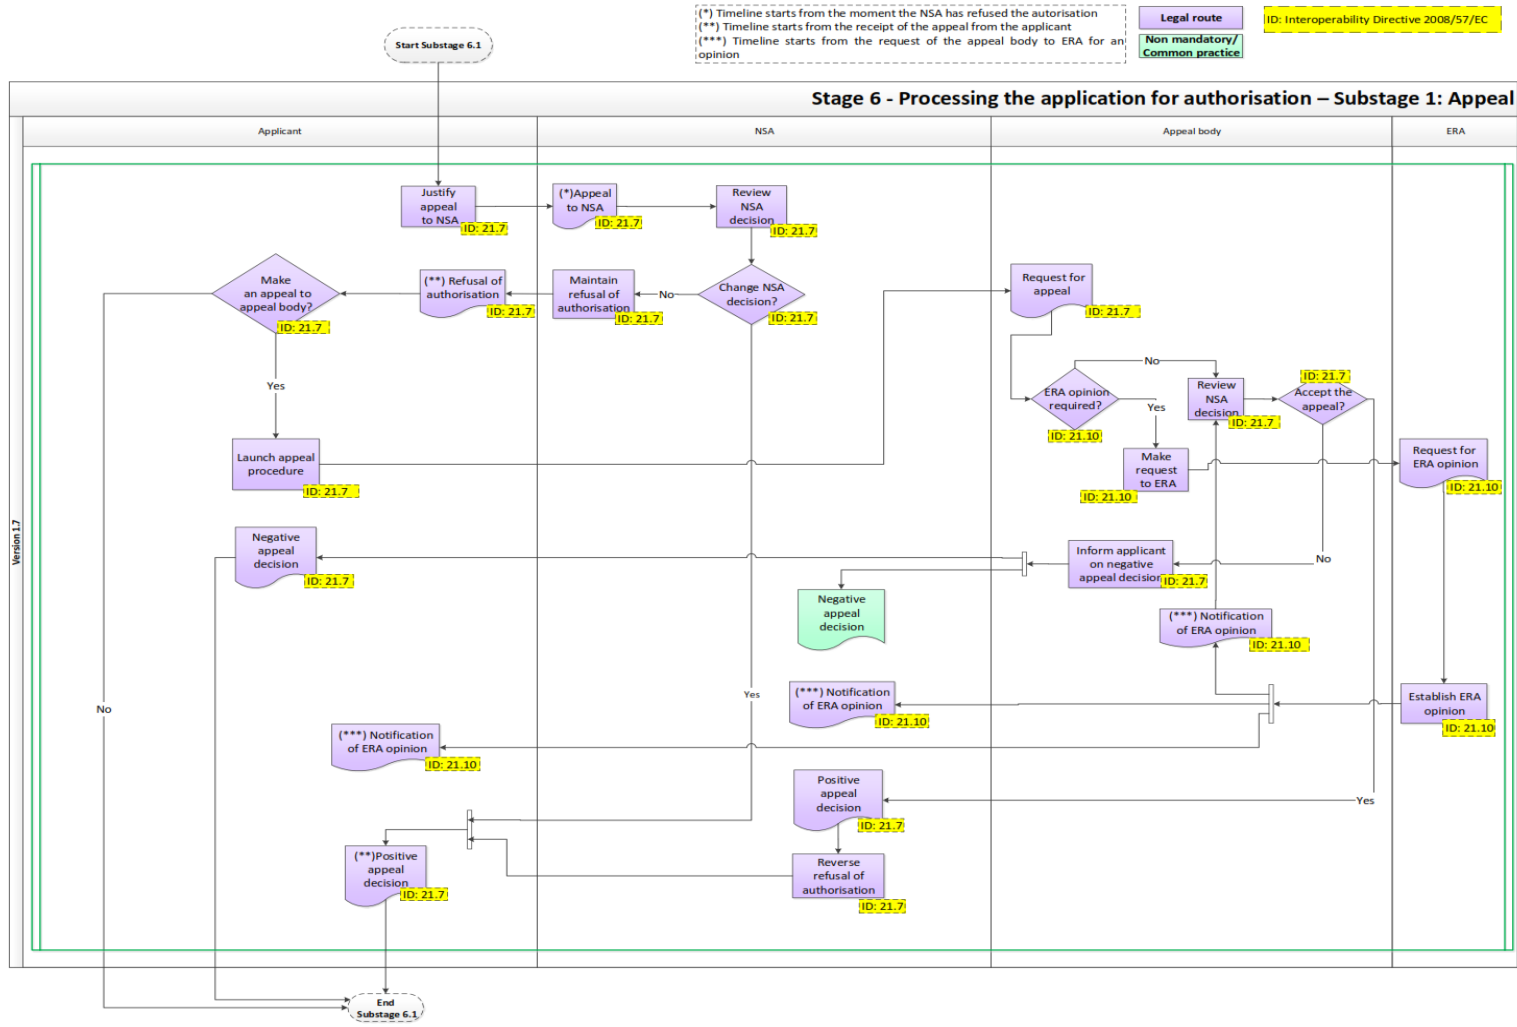 (*) Timeline starts from the moment the NSA has refused the autorisation
(**) Timeline starts from the receipt of the appeal from the applicant
(***) Timeline starts from the request of the appeal body to ERA for an
opinion
Legal route
Non mandatory/
Common practice
ID: Interoperability Directive 2008/57/EC
Start Substage 6.1
Stage 6 - Processing the application for authorisation – Substage 1: Appeal
Applicant
NSA
Appeal body
ERA
Version 1.7
Justify
appeal
to NSA
ID: 21.7
(*)Appeal
to NSA
ID: 21.7
Review
NSA
decision
ID: 21.7
Make
an appeal to
appeal body?
ID: 21.7
(**) Refusal of
authorisation
ID: 21.7
Maintain
refusal of
authorisation
ID: 21.7
No
Change NSA
decision?
ID: 21.7
Request for
appeal
ID: 21.7
No
ERA opinion
required?
ID: 21.10
Yes
Review
NSA
decision
ID: 21.7
ID: 21.7
Accept the
appeal?
Yes
Launch appeal
procedure
ID: 21.7
Make
request
to ERA
ID: 21.10
Request for
ERA opinion
ID: 21.10
Negative
appeal
decision
ID: 21.7
Inform applicant
on negative
appeal decision
ID: 21.7
No
Negative
appeal
decision
(***) Notification
of ERA opinion
ID: 21.10
Yes
(***) Notification
of ERA opinion
ID: 21.10
Establish ERA
opinion
ID: 21.10
No
(***) Notification
of ERA opinion
ID: 21.10
Positive
appeal
decision
ID: 21.7
Yes
(**)Positive
appeal
decision
ID: 21.7
Reverse
refusal of
authorisation
ID: 21.7
End
Substage 6.1